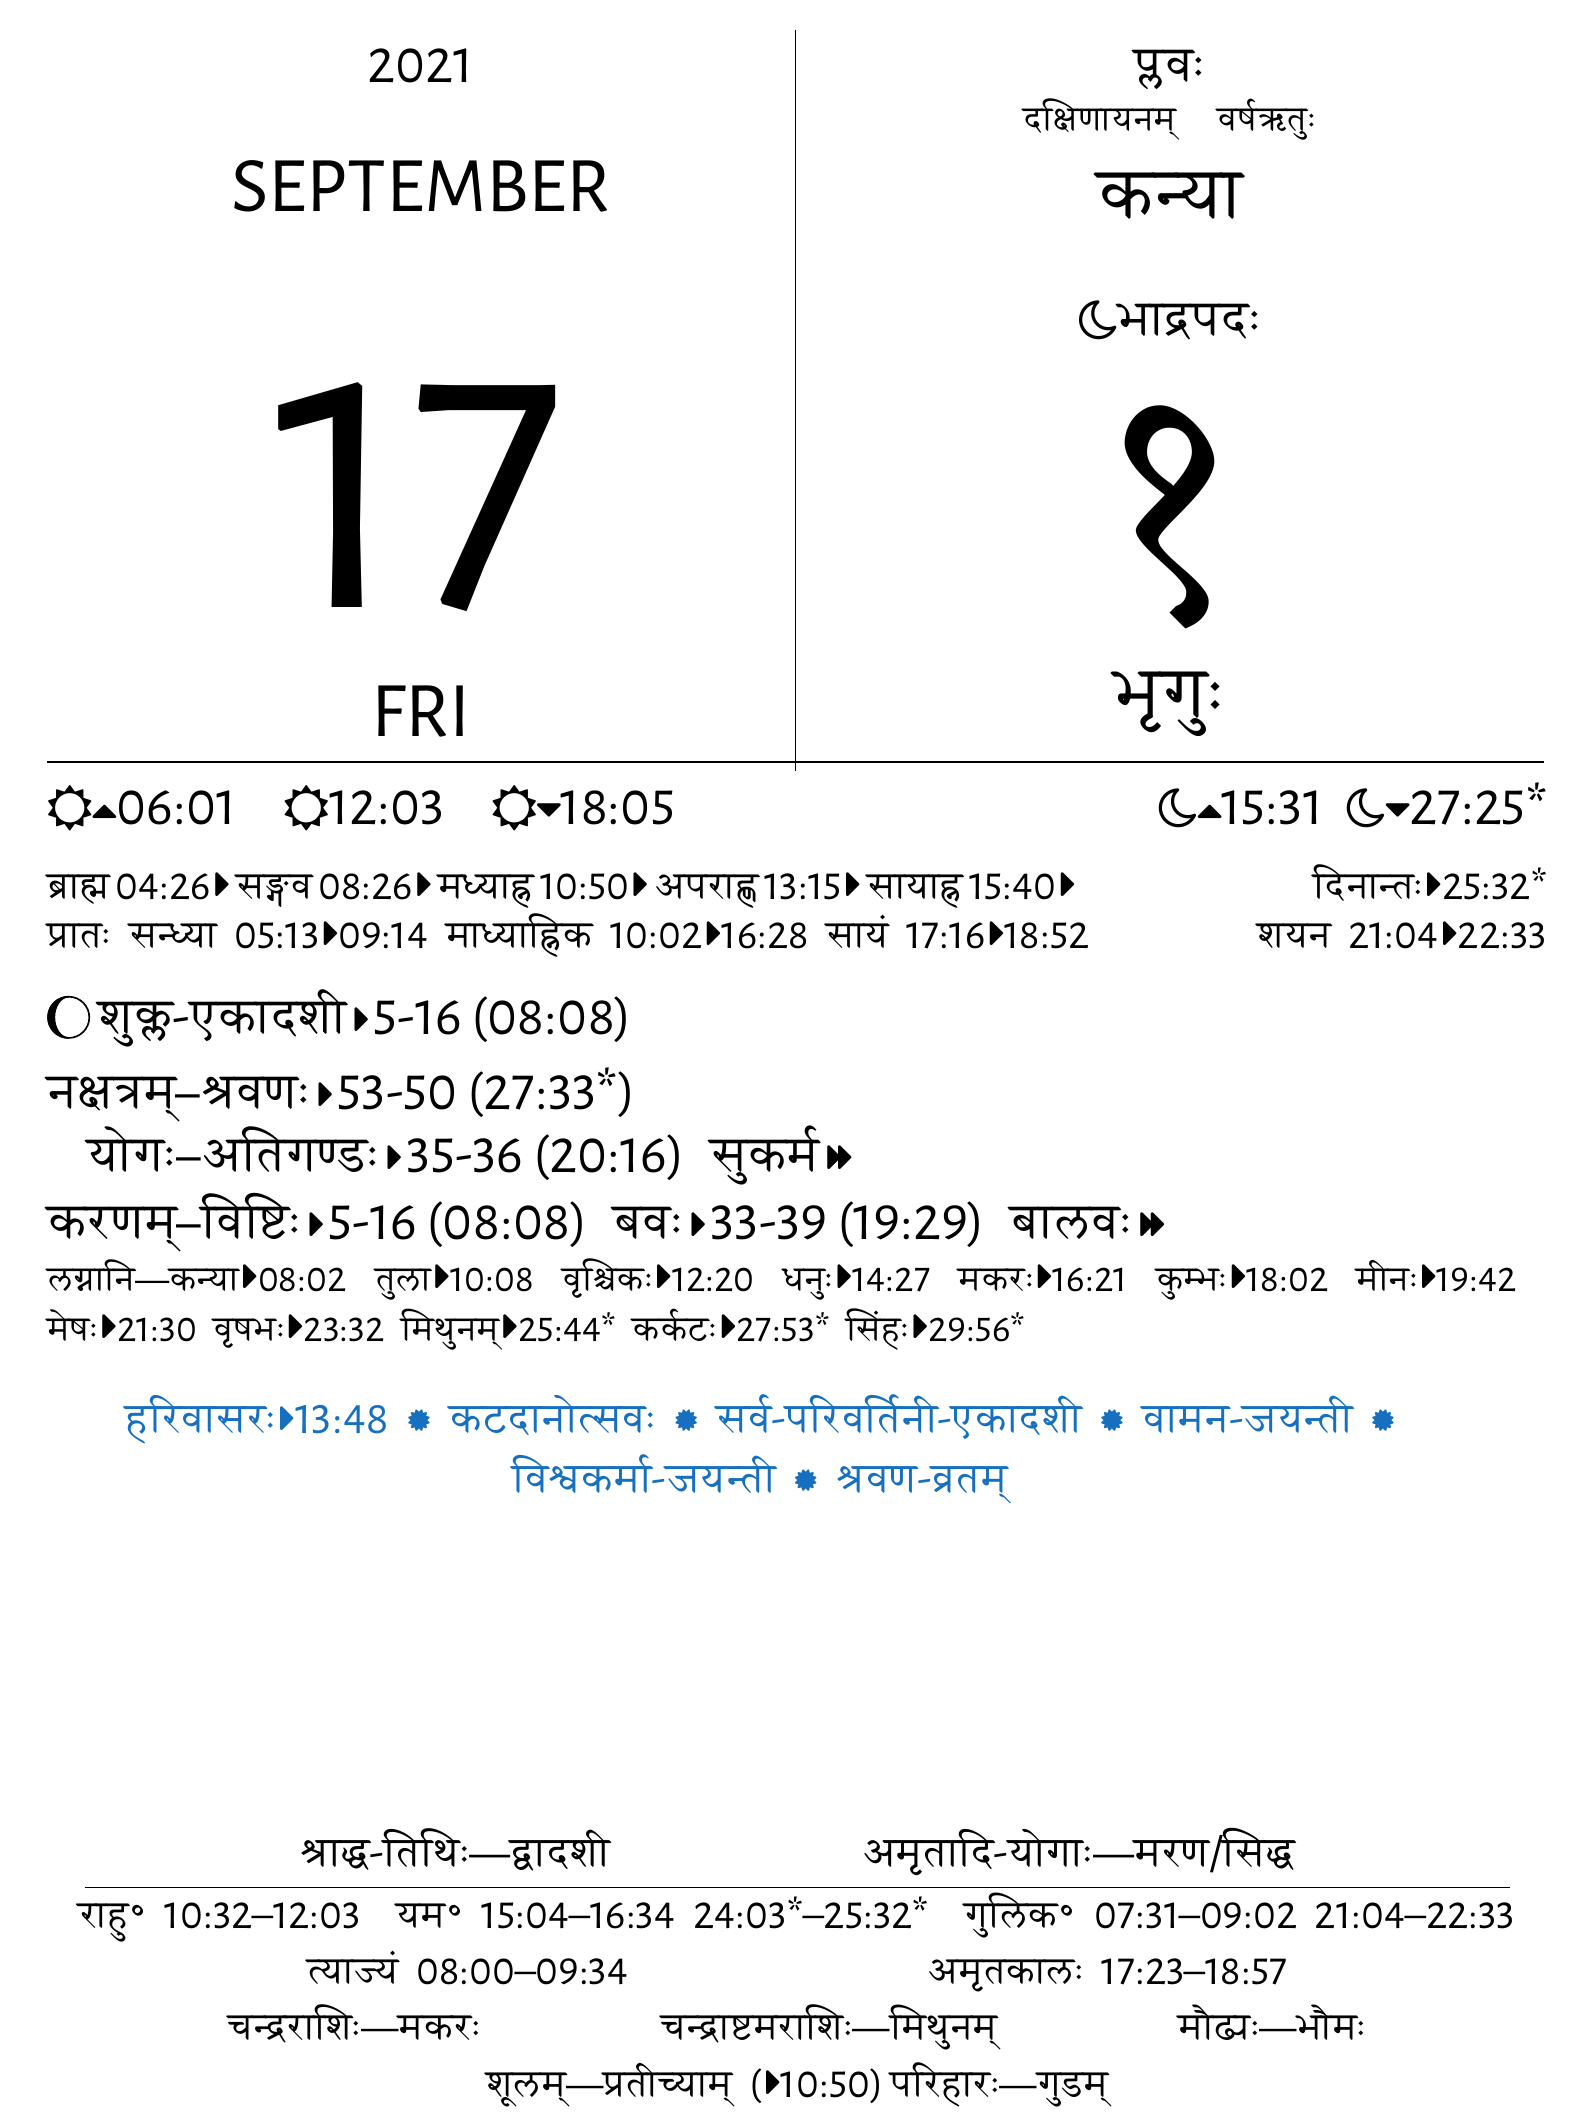 2021
SEPTEMBER
17
FRI
प्लवः
दक्षिणायनम् वर्षऋतुः
कन्या
भाद्रपदः
१
भृगुः
06:01 12:03 18:05 15:31 27:25*
ब्राह्म 04:26 सङ्गव 08:26 मध्याह्न 10:50 अपराह्ण 13:15 सायाह्न 15:40 दिनान्तः 25:32*
प्रातः सन्ध्या 05:13 09:14 माध्याह्निक 10:02 16:28 सायं 17:16 18:52 शयन 21:04 22:33
शुक्ल-एकादशी 5-16 (08:08)
नक्षत्रम्–श्रवणः 53-50 (27:33*)
योगः–अतिगण्डः 35-36 (20:16) सुकर्म
करणम्–विष्टिः 5-16 (08:08) बवः 33-39 (19:29) बालवः
लग्नानि—कन्या 08:02 तुला 10:08 वृश्चिकः 12:20 धनुः 14:27 मकरः 16:21 कुम्भः 18:02 मीनः 19:42
मेषः 21:30 वृषभः 23:32 मिथुनम् 25:44* कर्कटः 27:53* सिंहः 29:56*
हरिवासरः 13:48 कटदानोत्सवः सर्व-परिवर्तिनी-एकादशी वामन-जयन्ती
विश्वकर्मा-जयन्ती श्रवण-व्रतम्
श्राद्ध-तिथिः—द्वादशी अमृतादि-योगाः—मरण/सिद्ध
राहु॰ 10:32–12:03 यम॰ 15:04–16:34 24:03*–25:32* गुलिक॰ 07:31–09:02 21:04–22:33
त्याज्यं 08:00–09:34 अमृतकालः 17:23–18:57
चन्द्रराशिः—मकरः चन्द्राष्टमराशिः—मिथुनम् मौढ्यः—भौमः
शूलम्—प्रतीच्याम् (10:50) परिहारः—गुडम्